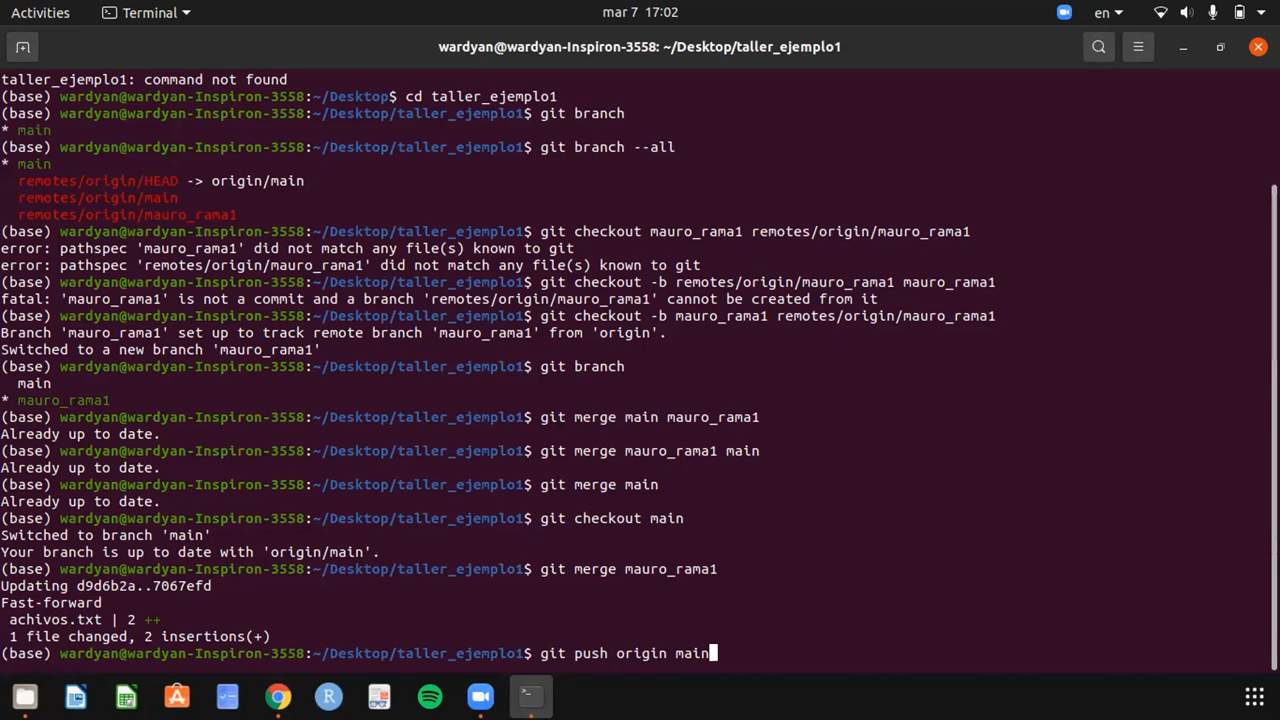 Activities
Terminal
mar 7 17:02
en
wardyan@wardyan-Inspiron-3558: ~/Desktop/taller_ejemplo1
taller_ejemplo1: command not found
(base) wardyan@wardyan-Inspiron-3558:~/Desktop$ cd taller_ejemplo1
(base) wardyan@wardyan-Inspiron-3558:~/Desktop/taller_ejemplo1$ git branch
* main
(base) wardyan@wardyan-Inspiron-3558:~/Desktop/taller_ejemplo1$ git branch --all
* main
remotes/origin/HEAD -> origin/main
remotes/origin/main
remotes/origin/mauro_rama1
(base) wardyan@wardyan-Inspiron-3558:~/Desktop/taller_ejemplo1$ git checkout mauro_rama1 remotes/origin/mauro_rama1
error: pathspec 'mauro_rama1' did not match any file(s) known to git
error: pathspec 'remotes/origin/mauro_rama1' did not match any file(s) known to git
(base) wardyan@wardyan-Inspiron-3558:~/Desktop/taller_ejemplo1$ git checkout -b remotes/origin/mauro_rama1 mauro_rama1
fatal: 'mauro_rama1' is not a commit and a branch 'remotes/origin/mauro_rama1' cannot be created from it
(base) wardyan@wardyan-Inspiron-3558:~/Desktop/taller_ejemplo1$ git checkout -b mauro_rama1 remotes/origin/mauro_rama1
Branch 'mauro_rama1' set up to track remote branch 'mauro_rama1' from 'origin'.
Switched to a new branch 'mauro_rama1'
(base) wardyan@wardyan-Inspiron-3558:~/Desktop/taller_ejemplo1$ git branch
main
* mauro_rama1
(base) wardyan@wardyan-Inspiron-3558:~/Desktop/taller_ejemplo1$ git merge main mauro_rama1
Already up to date.
(base) wardyan@wardyan-Inspiron-3558:~/Desktop/taller_ejemplo1$ git merge mauro_rama1 main
Already up to date.
(base) wardyan@wardyan-Inspiron-3558:~/Desktop/taller_ejemplo1$ git merge main
Already up to date.
(base) wardyan@wardyan-Inspiron-3558:~/Desktop/taller_ejemplo1$ git checkout main
Switched to branch 'main'
Your branch is up to date with 'origin/main'.
(base) wardyan@wardyan-Inspiron-3558:~/Desktop/taller_ejemplo1$ git merge mauro_rama1
Updating d9d6b2a..7067efd
Fast-forward
achivos.txt | 2 ++
1 file changed, 2 insertions(+)
(base) wardyan@wardyan-Inspiron-3558:~/Desktop/taller_ejemplo1$ git push origin main